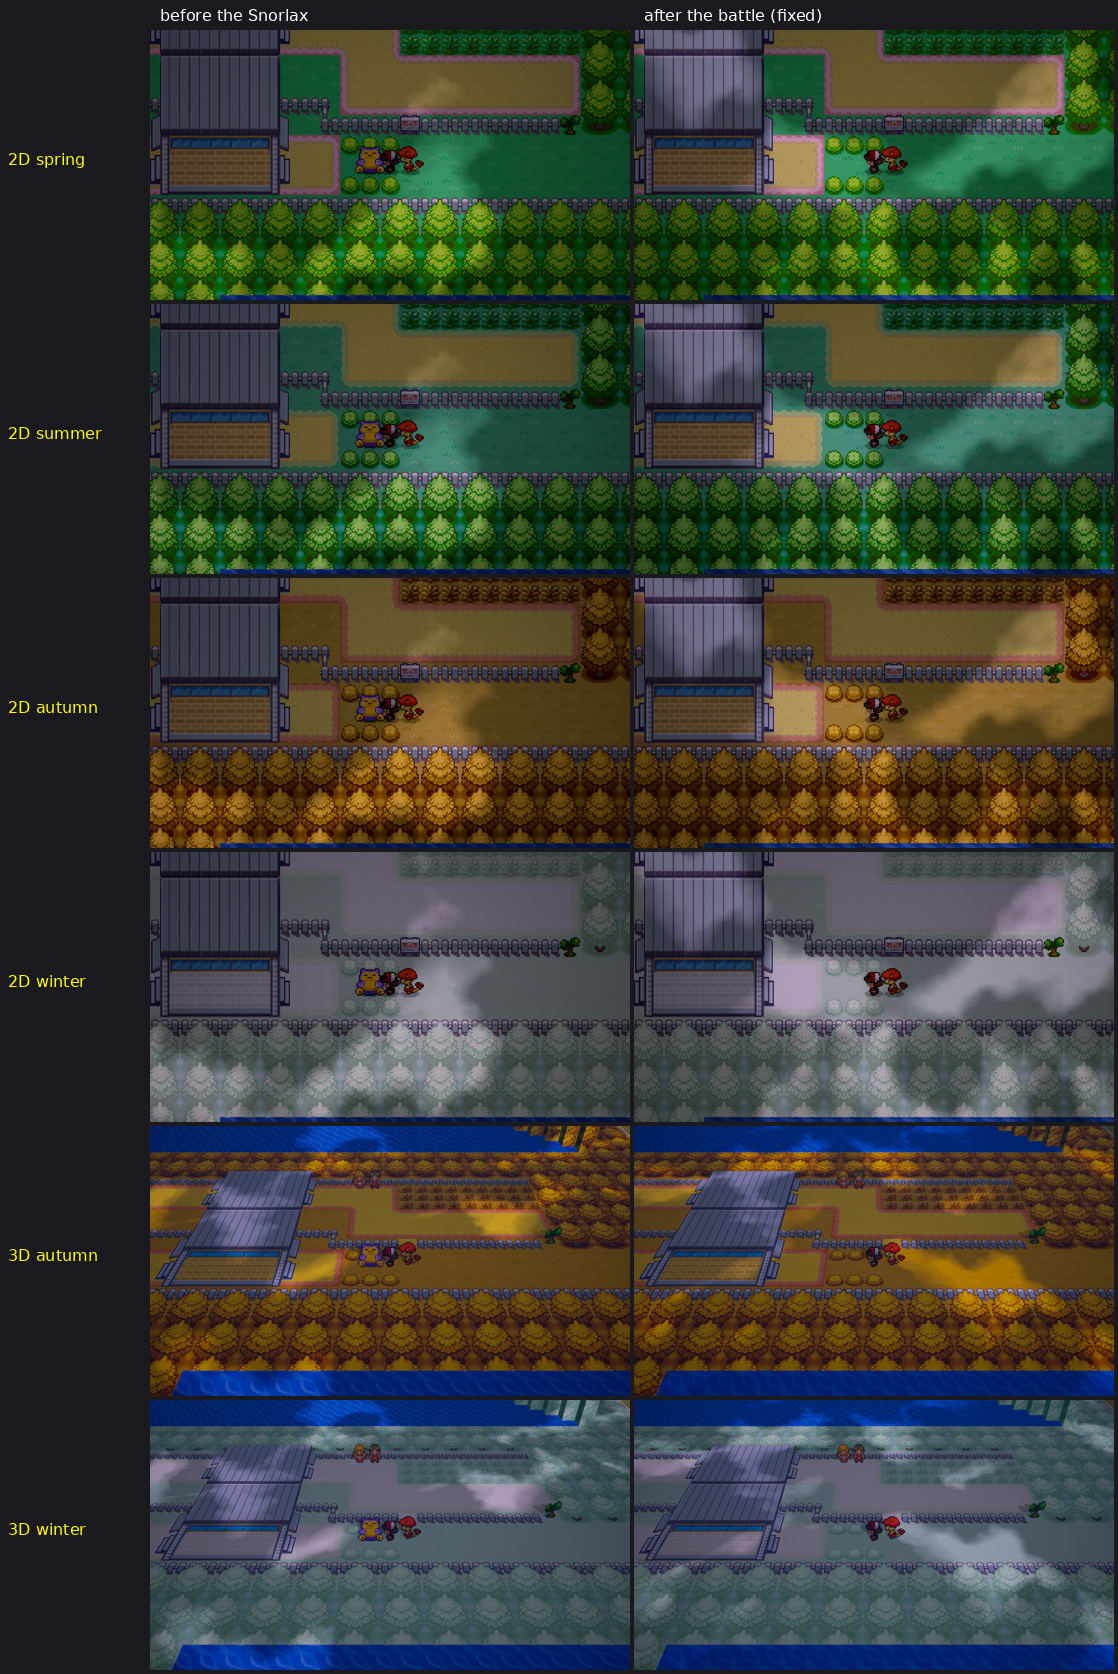 before the Snorlax
after the battle (fixed)
2D spring
2D summer
2D autumn
2D winter
3D autumn
3D winter